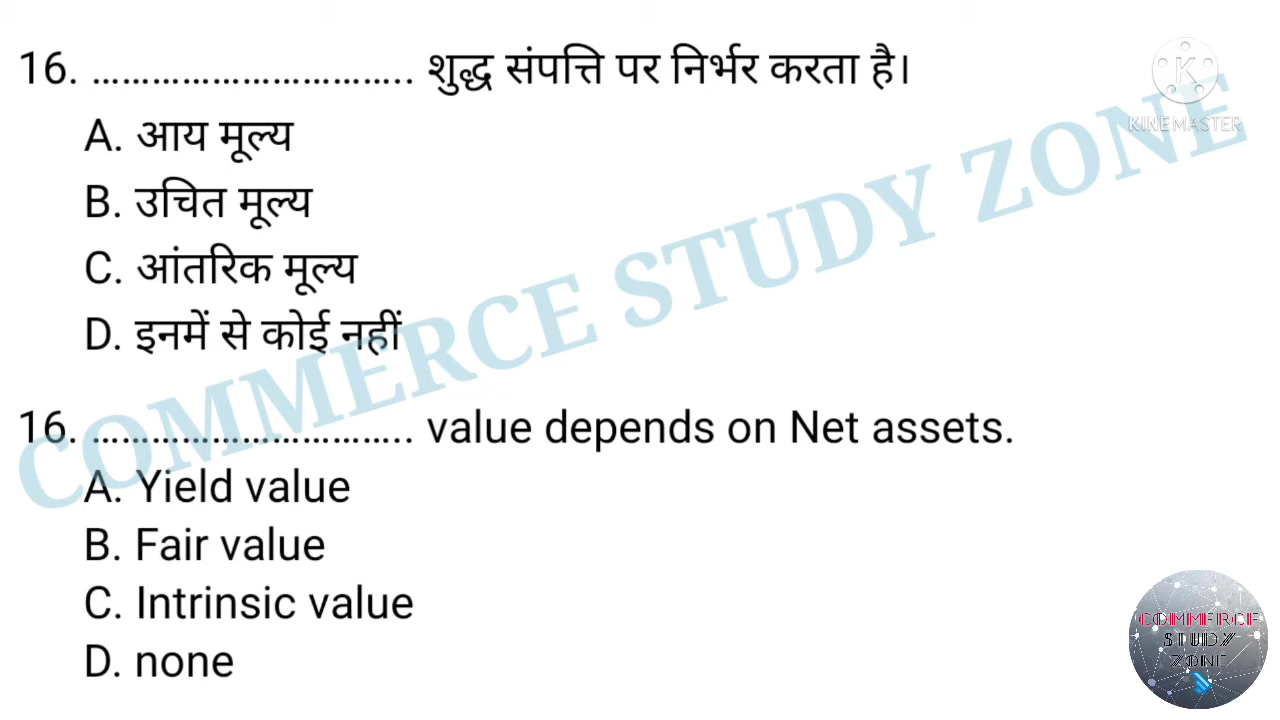 16. ................................ शुद्ध संपत्ति पर निर्भर करता है।
A. आय मूल्य
B. उचित मूल्य
C. आंतरिक मूल्य
D. इनमें से कोई नहीं
16. ................................ value depends on Net assets.
A. Yield value
B. Fair value
C. Intrinsic value
D. none
COMMERCE STUDY ZONE
K
KINEMASTER
COMMERCE
STUDY
ZONE